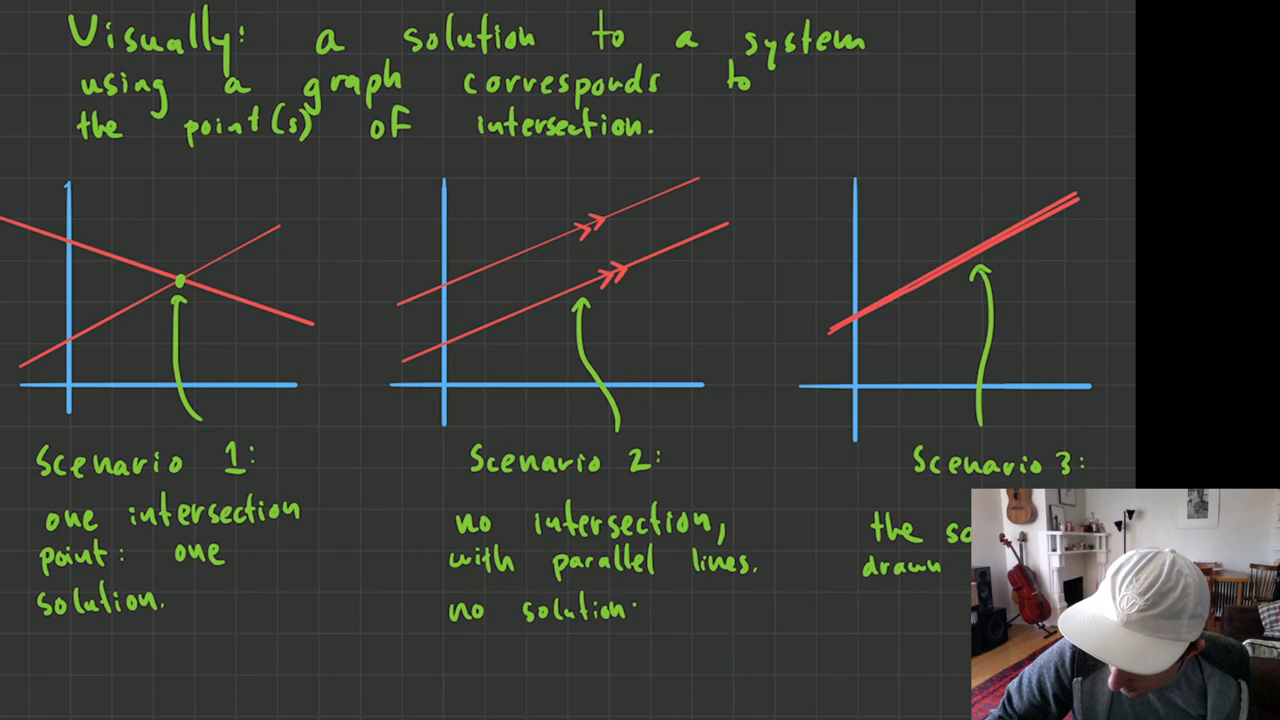 Visually: a solution to a system
using a graph corresponds to
the point(s) of intersection.
Scenario 1:
one intersection
point: one
solution.
Scenario 2:
no intersection,
with parallel lines.
no solution.
Scenario 3:
the
drawn